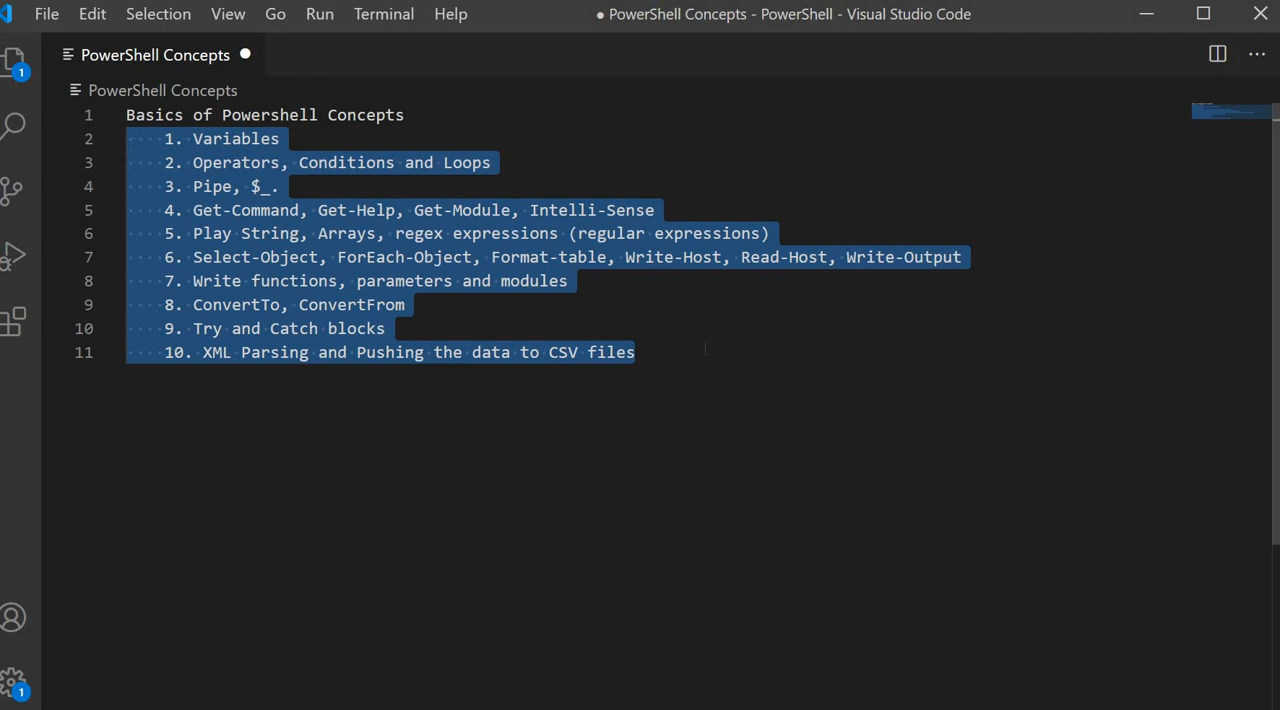 File Edit Selection View Go Run Terminal Help ● PowerShell Concepts - PowerShell - Visual Studio Code
PowerShell Concepts
PowerShell Concepts
1 Basics of Powershell Concepts
2 1. Variables
3 2. Operators, Conditions and Loops
4 3. Pipe, $_.
5 4. Get-Command, Get-Help, Get-Module, Intelli-Sense
6 5. Play String, Arrays, regex expressions (regular expressions)
7 6. Select-Object, ForEach-Object, Format-table, Write-Host, Read-Host, Write-Output
8 7. Write functions, parameters and modules
9 8. ConvertTo, ConvertFrom
10 9. Try and Catch blocks
11 10. XML Parsing and Pushing the data to CSV files
1
1